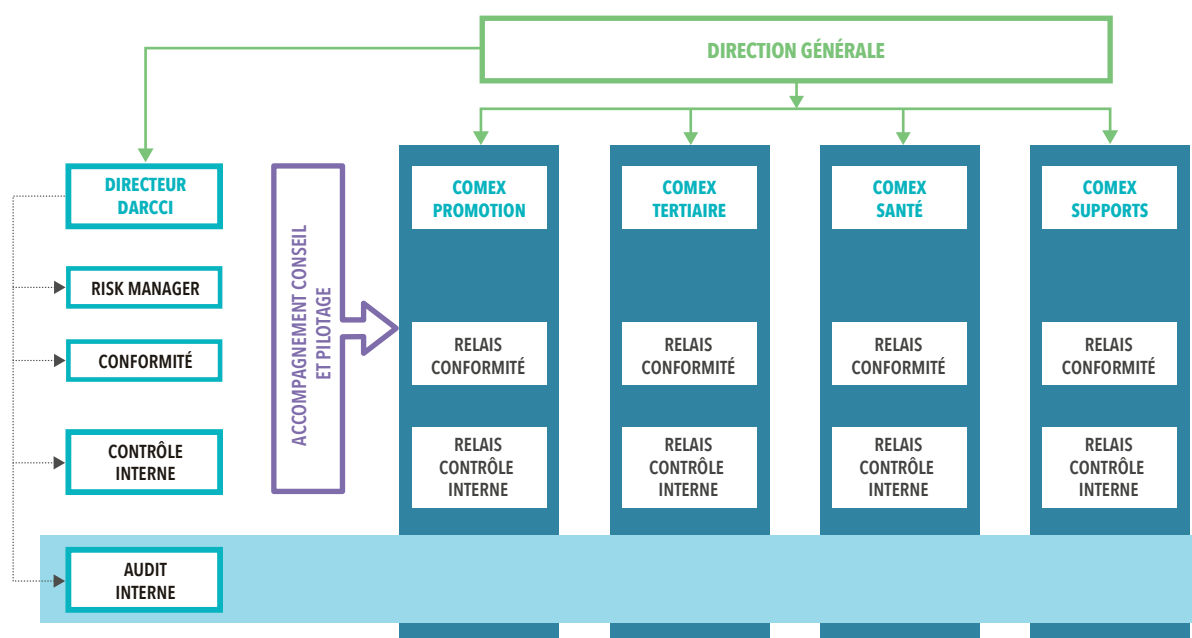 DIRECTION GÉNÉRALE
DIRECTEUR
DARCCI
RISK MANAGER
CONFORMITÉ
CONTRÔLE
INTERNE
AUDIT
INTERNE
ACCOMPAGNEMENT CONSEIL
ET PILOTAGE
COMEX
PROMOTION
RELAIS
CONFORMITÉ
RELAIS
CONTRÔLE
INTERNE
COMEX
TERTIAIRE
RELAIS
CONFORMITÉ
RELAIS
CONTRÔLE
INTERNE
COMEX
SANTÉ
RELAIS
CONFORMITÉ
RELAIS
CONTRÔLE
INTERNE
COMEX
SUPPORTS
RELAIS
CONFORMITÉ
RELAIS
CONTRÔLE
INTERNE